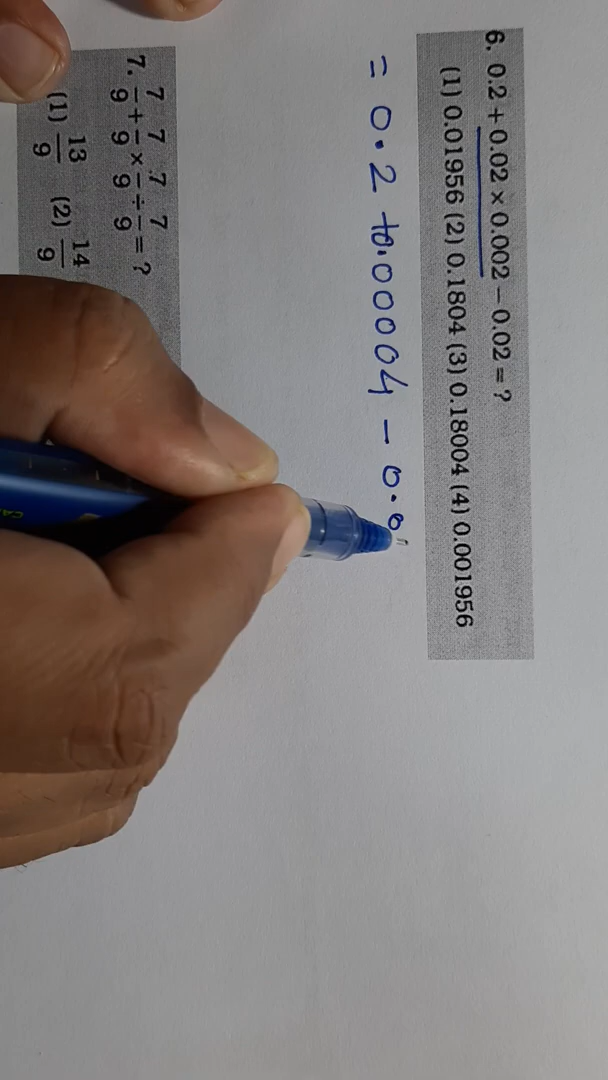 6. 0.2 + 0.02 × 0.002 − 0.02 = ?
(1) 0.01956 (2) 0.1804 (3) 0.18004 (4) 0.001956
= 0.2 + 0.00004 − 0.0
7. 7/9 + 7/9 × 7/9 ÷ 7/9 = ?
(1) 13/9 (2) 14/9